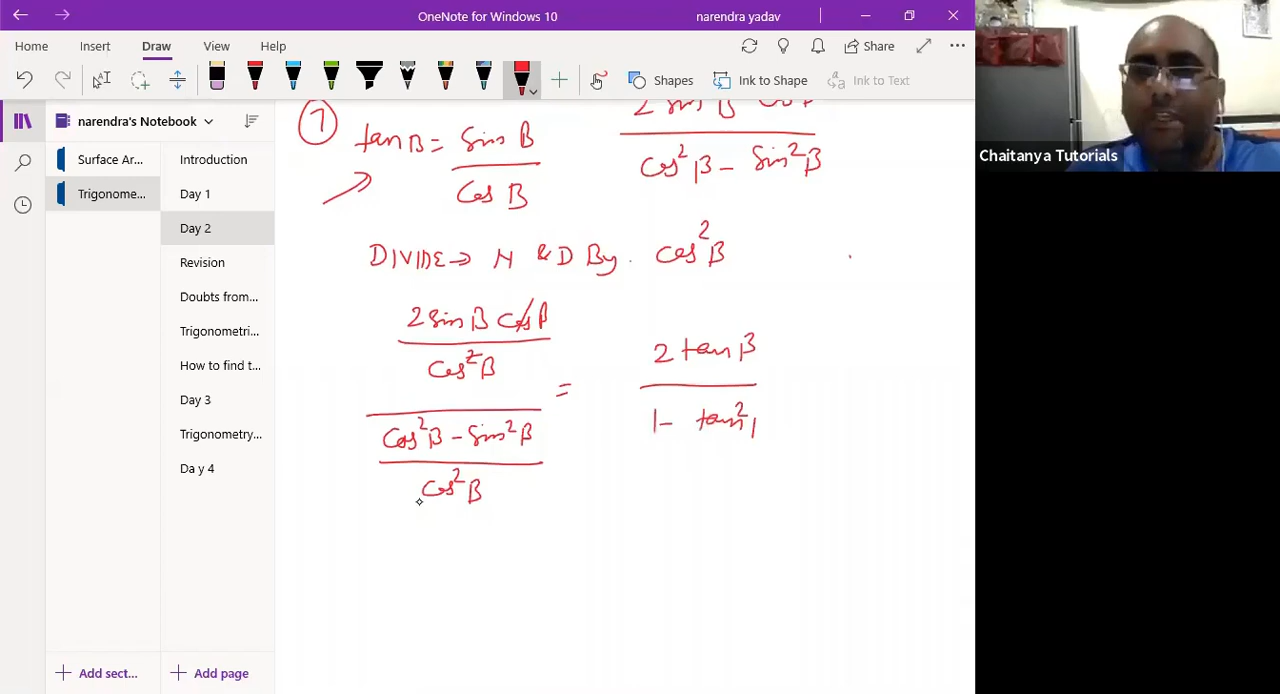 OneNote for Windows 10
narendra yadav
Home Insert Draw View Help
Share
Shapes Ink to Shape Ink to Text
narendra's Notebook
Surface Ar...
Trigonome...
Introduction
Day 1
Day 2
Revision
Doubts from...
Trigonometri...
How to find t...
Day 3
Trigonometry...
Da y 4
Add sect...
Add page
7
tan β = sin β / cos β
2 sin β cos β / cos² β - sin² β
DIVIDE → N & D By. cos² β
2 sin β cos β
cos² β
cos² β - sin² β
cos² β
=
2 tan β
1 - tan²
Chaitanya Tutorials